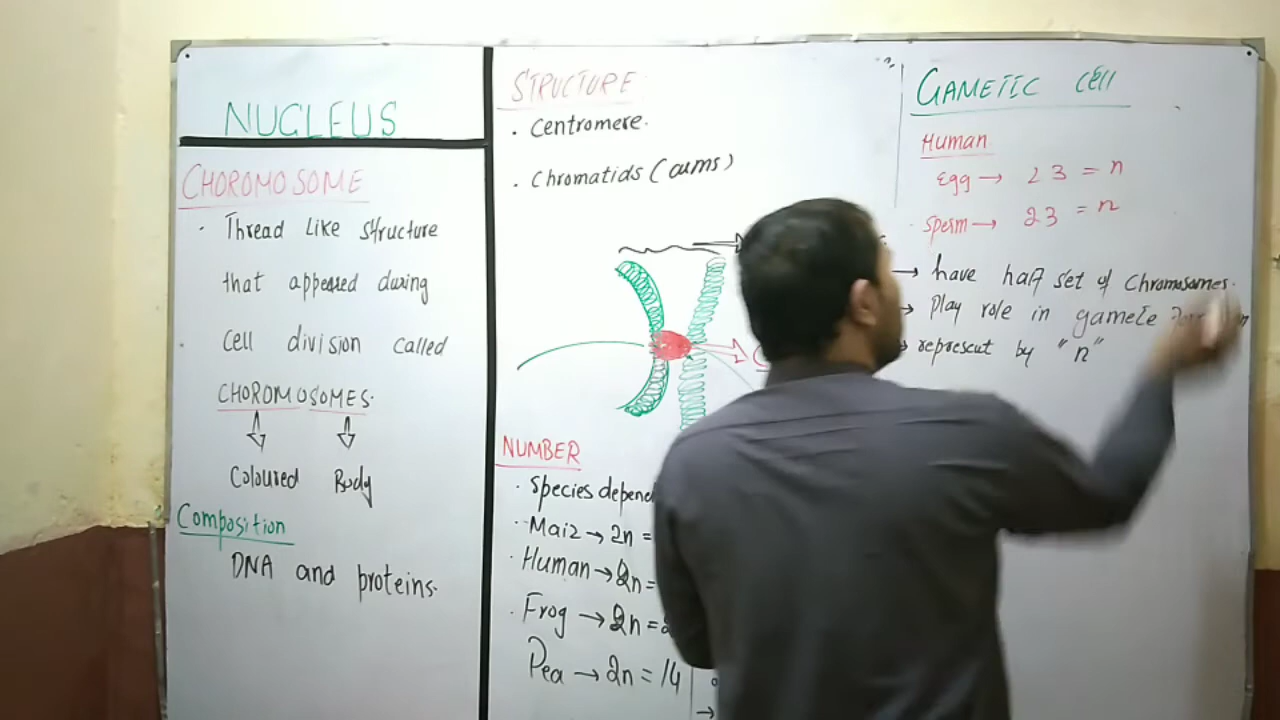 NUCLEUS
CHOROMOSOME
. Thread Like structure
that appeared during
Cell division called
CHOROMOSOMES.
Coloured Body
Composition
DNA and proteins.
STRUCTURE
. Centromere.
. Chromatids (arms)
NUMBER
. Species
. Maiz → 2n =
. Human → 2n =
. Frog → 2n =
Pea → 2n = 14
GAMETIC Cell
Human
Egg → 23 = n
. Sperm → 23 = n
→ have half set of Chromosomes.
→ Play role in gamete
→ represent by "n"